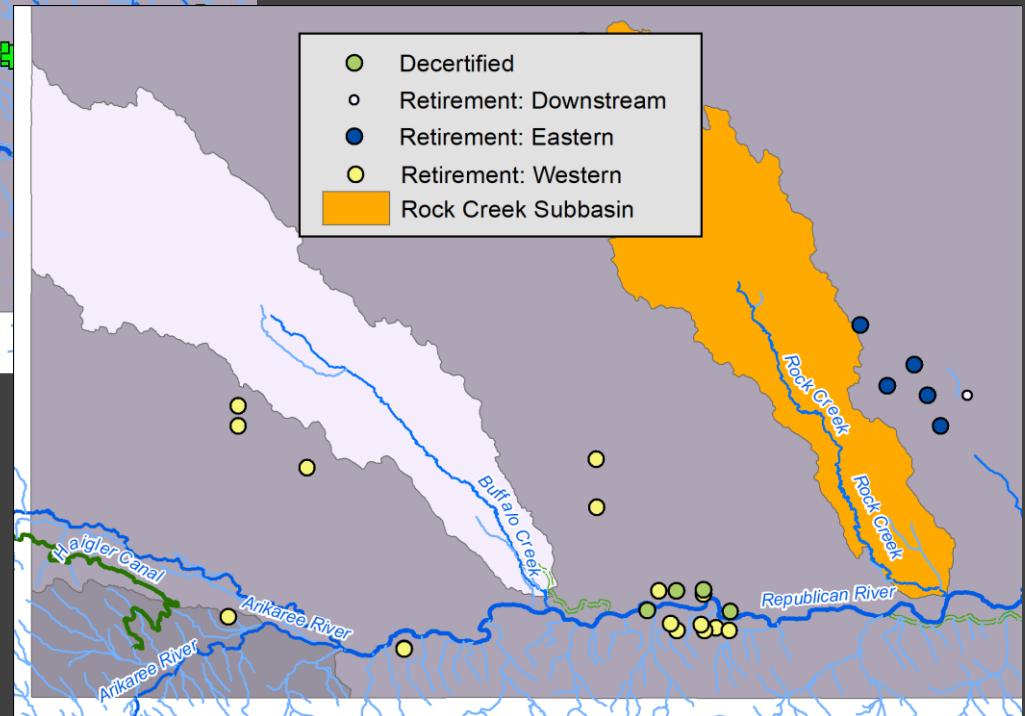 Decertified
Retirement: Downstream
Retirement: Eastern
Retirement: Western
Rock Creek Subbasin
Rock Creek
Rock Creek
Buffalo Creek
Haigler Canal
Arikaree River
Republican River
Arikaree River